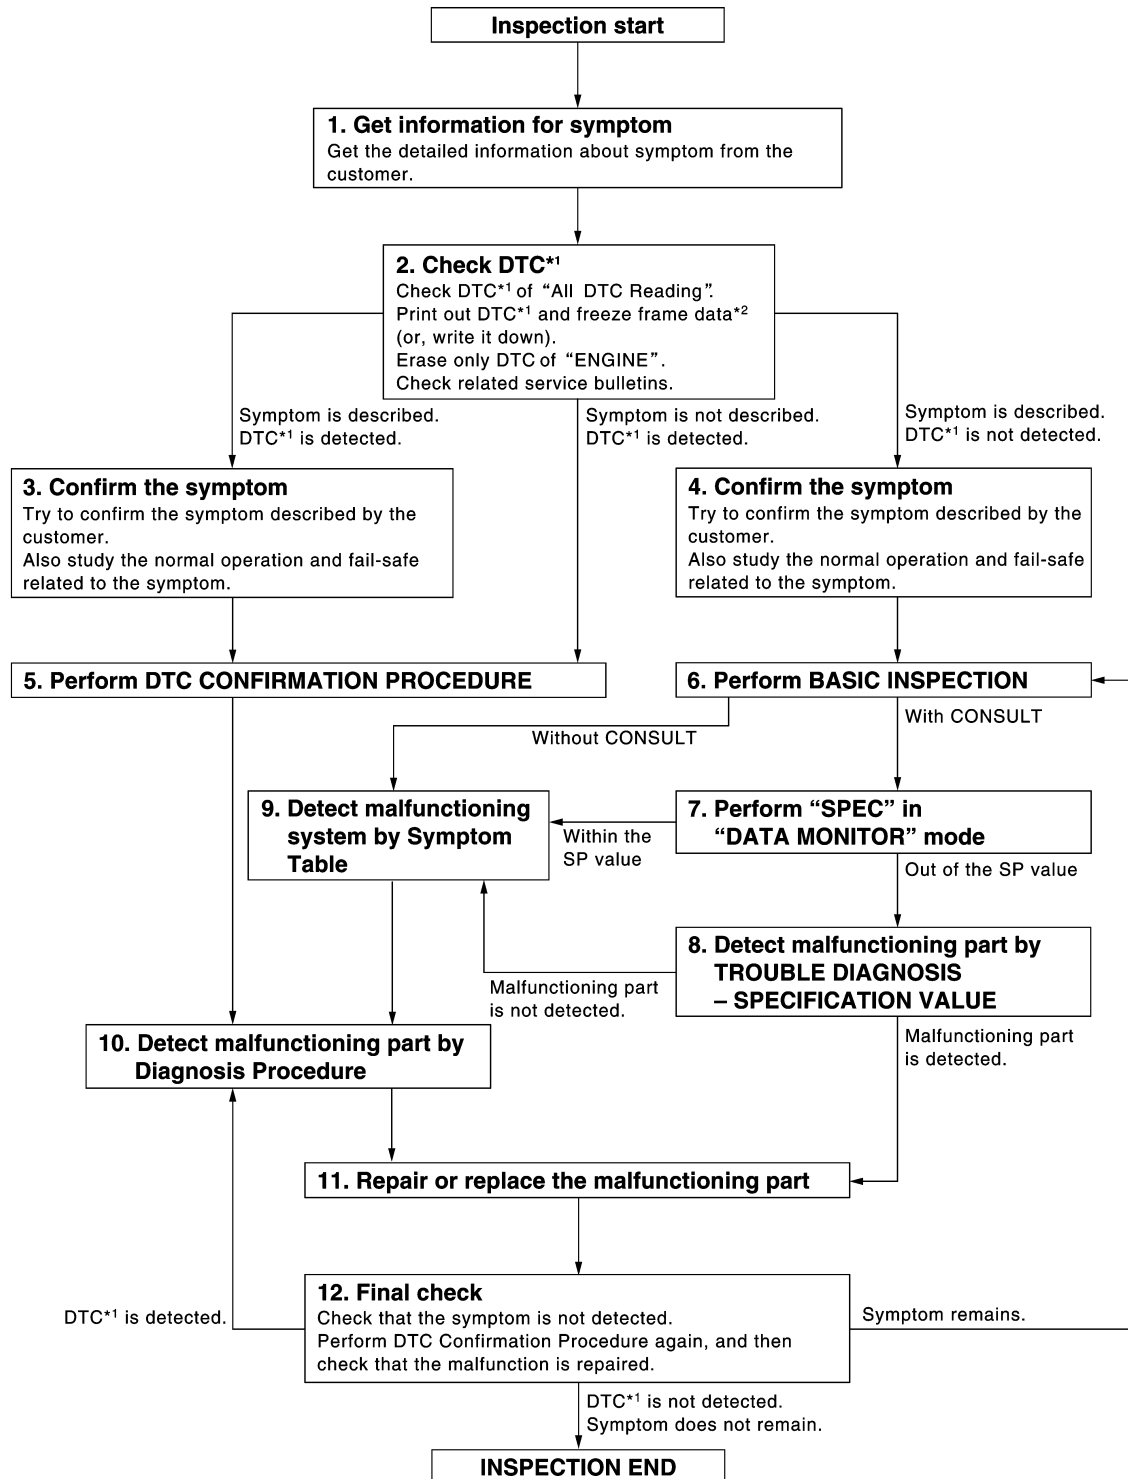 Inspection start
1. Get information for symptom
Get the detailed information about symptom from the
customer.
2. Check DTC*1
Check DTC*1 of “All DTC Reading”.
Print out DTC*1 and freeze frame data*2
(or, write it down).
Erase only DTC of “ENGINE”.
Check related service bulletins.
Symptom is described.
DTC*1 is detected.
Symptom is not described.
DTC*1 is detected.
Symptom is described.
DTC*1 is not detected.
3. Confirm the symptom
Try to confirm the symptom described by the
customer.
Also study the normal operation and fail-safe
related to the symptom.
4. Confirm the symptom
Try to confirm the symptom described by the
customer.
Also study the normal operation and fail-safe
related to the symptom.
5. Perform DTC CONFIRMATION PROCEDURE
6. Perform BASIC INSPECTION
Without CONSULT
With CONSULT
9. Detect malfunctioning
system by Symptom
Table
Within the
SP value
7. Perform “SPEC” in
“DATA MONITOR” mode
Out of the SP value
8. Detect malfunctioning part by
TROUBLE DIAGNOSIS
– SPECIFICATION VALUE
Malfunctioning part
is not detected.
Malfunctioning part
is detected.
10. Detect malfunctioning part by
Diagnosis Procedure
11. Repair or replace the malfunctioning part
12. Final check
Check that the symptom is not detected.
Perform DTC Confirmation Procedure again, and then
check that the malfunction is repaired.
DTC*1 is detected.
Symptom remains.
DTC*1 is not detected.
Symptom does not remain.
INSPECTION END